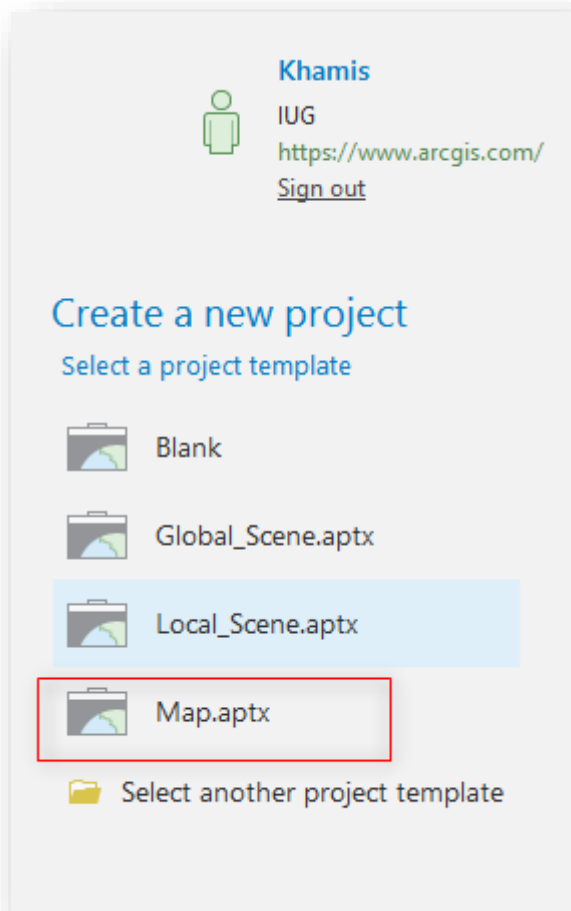 Khamis
IUG
https://www.arcgis.com/
Sign out
Create a new project
Select a project template
Blank
Global_Scene.aptx
Local_Scene.aptx
Map.aptx
Select another project template